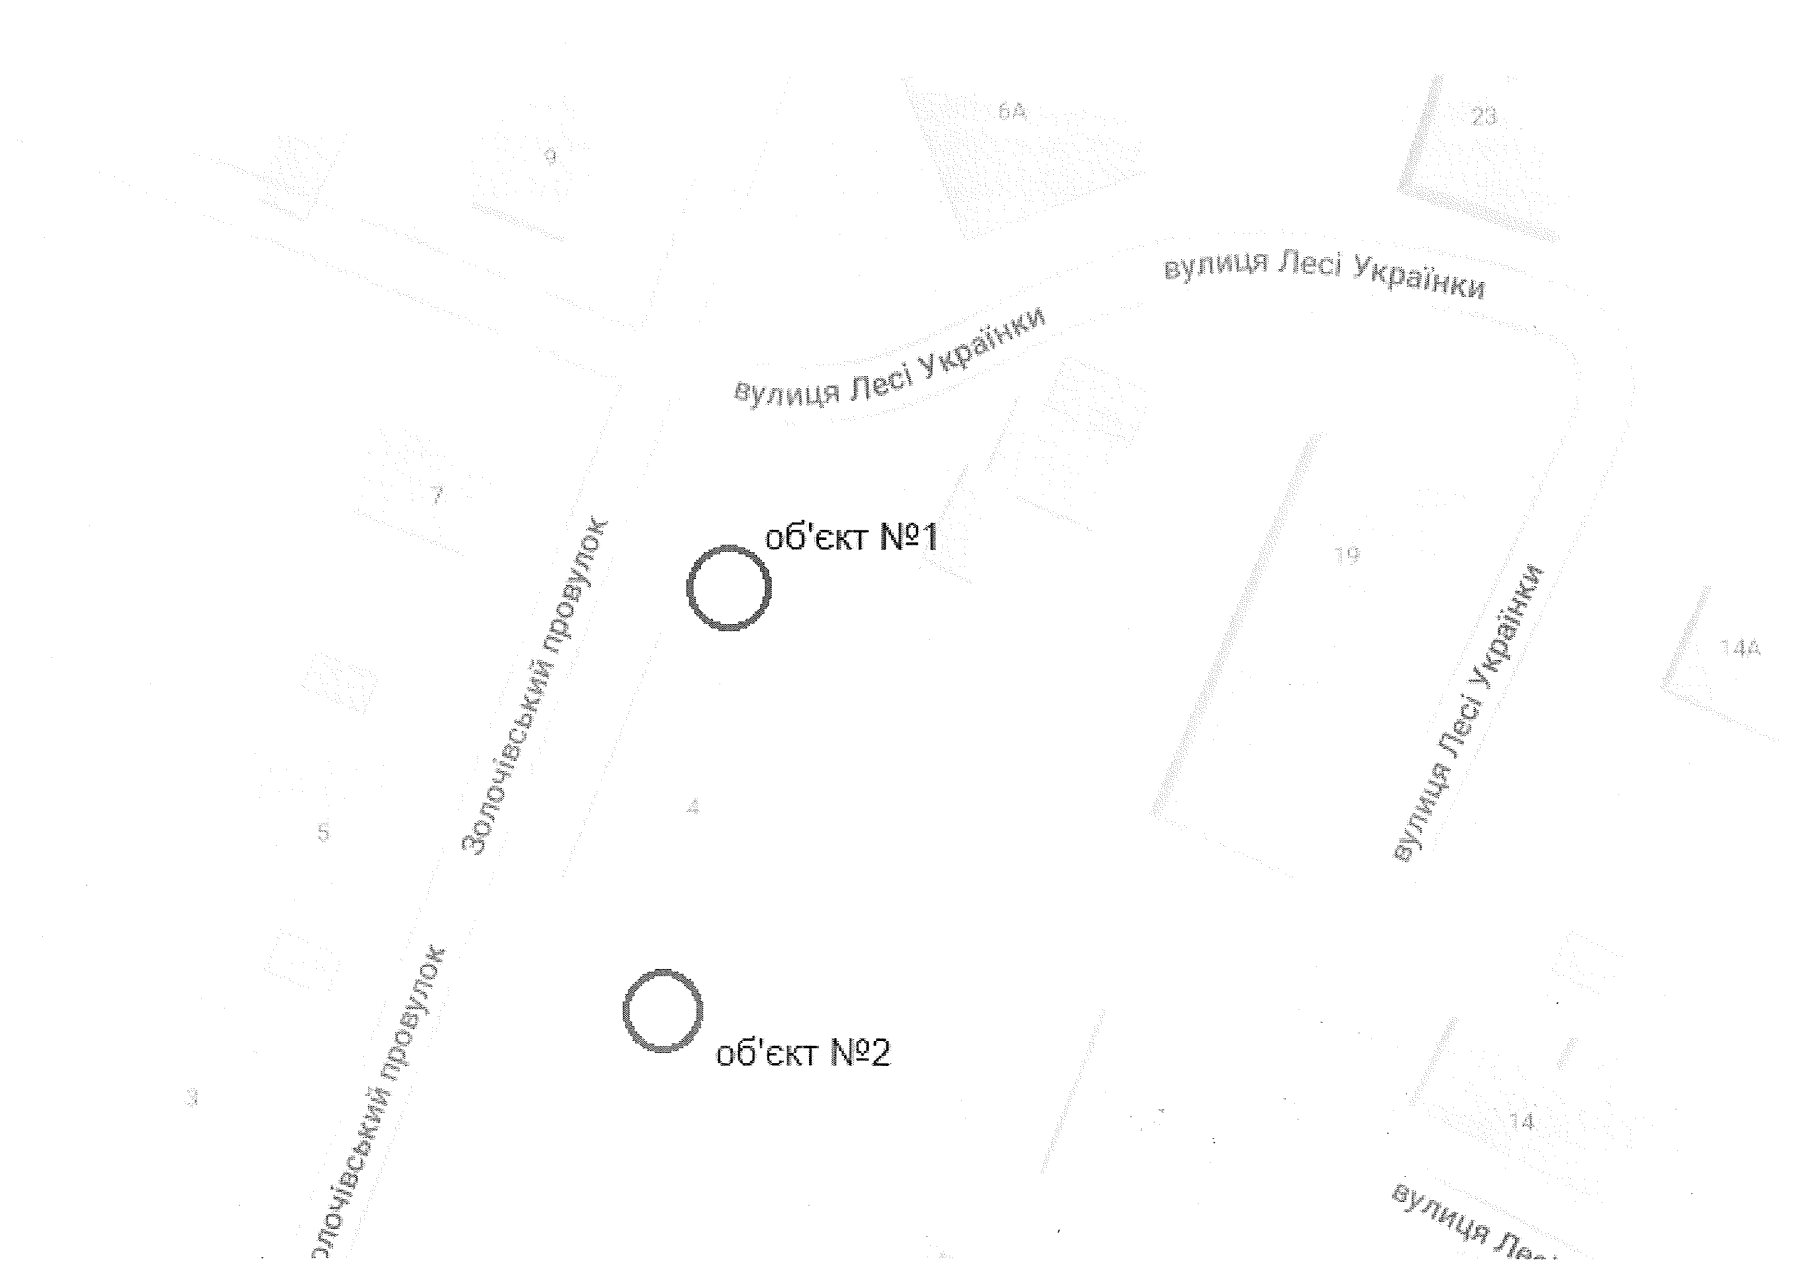 6А
23
9
вулиця Лесі Українки
вулиця Лесі Українки
7
об'єкт №1
19
Золочівський провулок
вулиця Лесі Українки
14А
4
5
об'єкт №2
3
олочівський провулок
14
вулиця Лесі